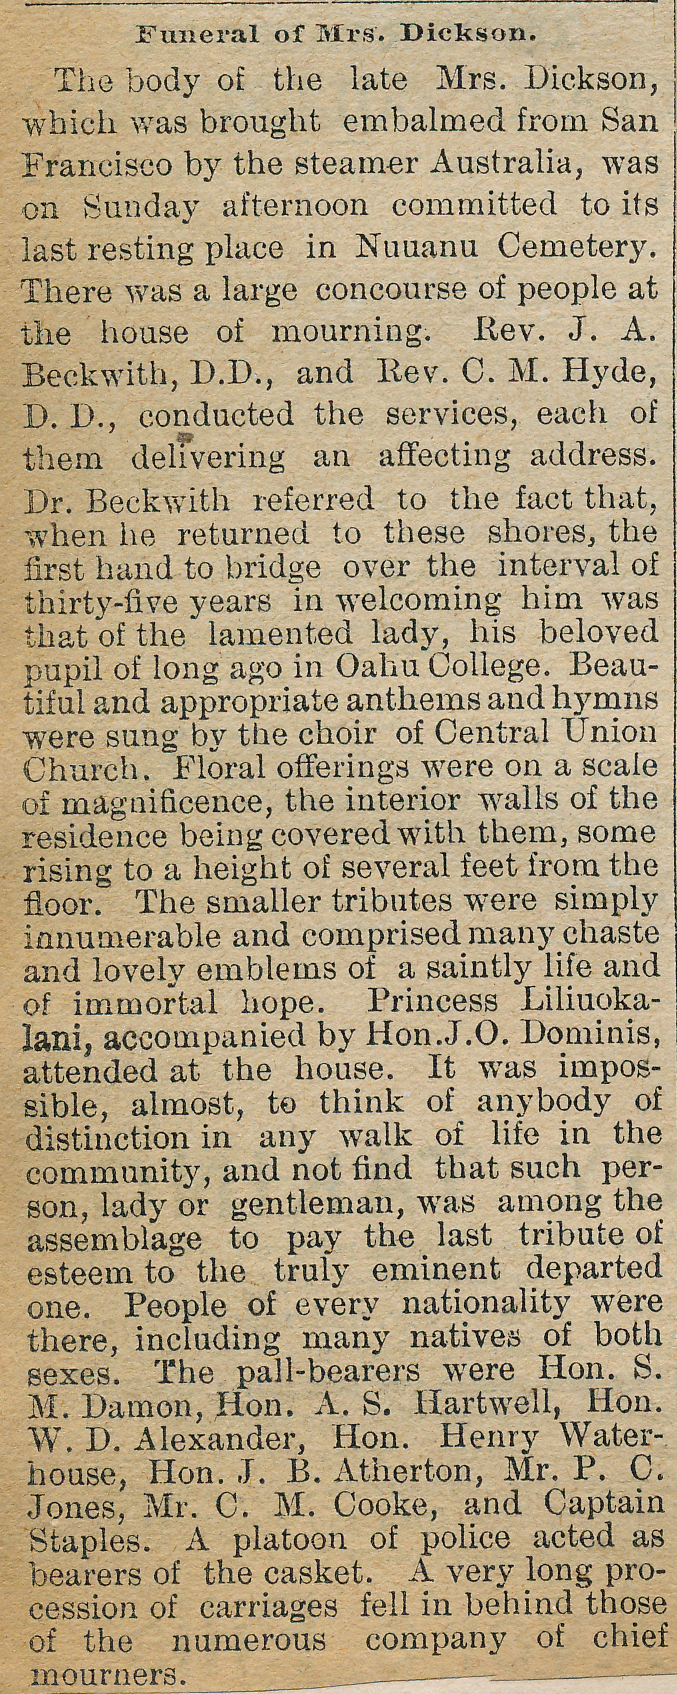 Funeral of Mrs. Dickson.
The body of the late Mrs. Dickson,
which was brought embalmed from San
Francisco by the steamer Australia, was
on Sunday afternoon committed to its
last resting place in Nuuanu Cemetery.
There was a large concourse of people at
the house of mourning. Rev. J. A.
Beckwith, D.D., and Rev. C. M. Hyde,
D. D., conducted the services, each of
them delivering an affecting address.
Dr. Beckwith referred to the fact that,
when he returned to these shores, the
first hand to bridge over the interval of
thirty-five years in welcoming him was
that of the lamented lady, his beloved
pupil of long ago in Oahu College. Beau-
tiful and appropriate anthems and hymns
were sung by the choir of Central Union
Church. Floral offerings were on a scale
of magnificence, the interior walls of the
residence being covered with them, some
rising to a height of several feet from the
floor. The smaller tributes were simply
innumerable and comprised many chaste
and lovely emblems of a saintly life and
of immortal hope. Princess Liliuoka-
lani, accompanied by Hon. J. O. Dominis,
attended at the house. It was impos-
sible, almost, to think of anybody of
distinction in any walk of life in the
community, and not find that such per-
son, lady or gentleman, was among the
assemblage to pay the last tribute of
esteem to the truly eminent departed
one. People of every nationality were
there, including many natives of both
sexes. The pall-bearers were Hon. S.
M. Damon, Hon. A. S. Hartwell, Hon.
W. D. Alexander, Hon. Henry Water-
house, Hon. J. B. Atherton, Mr. P. C.
Jones, Mr. C. M. Cooke, and Captain
Staples. A platoon of police acted as
bearers of the casket. A very long pro-
cession of carriages fell in behind those
of the numerous company of chief
mourners.